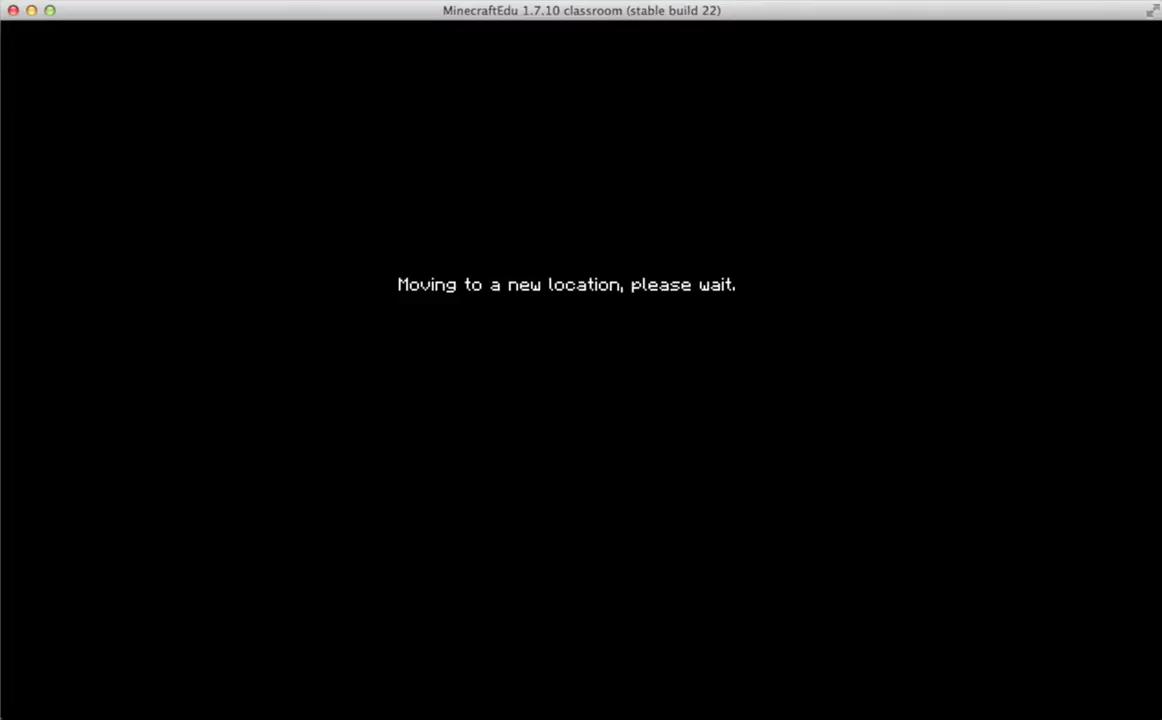 MinecraftEdu 1.7.10 classroom (stable build 22)
Moving to a new location, please wait.